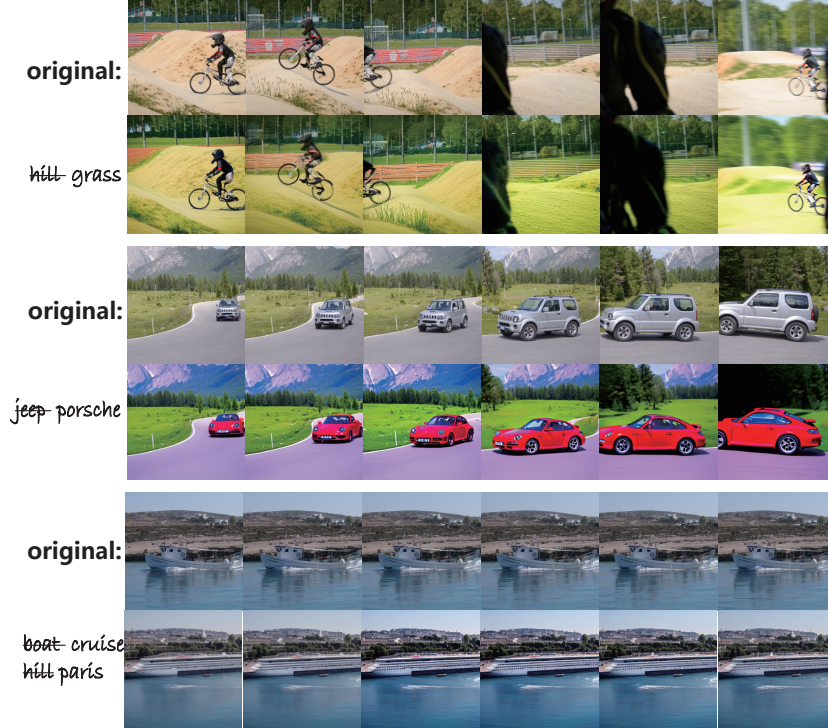 original:
hill grass
original:
jeep porsche
original:
boat cruise
hill paris